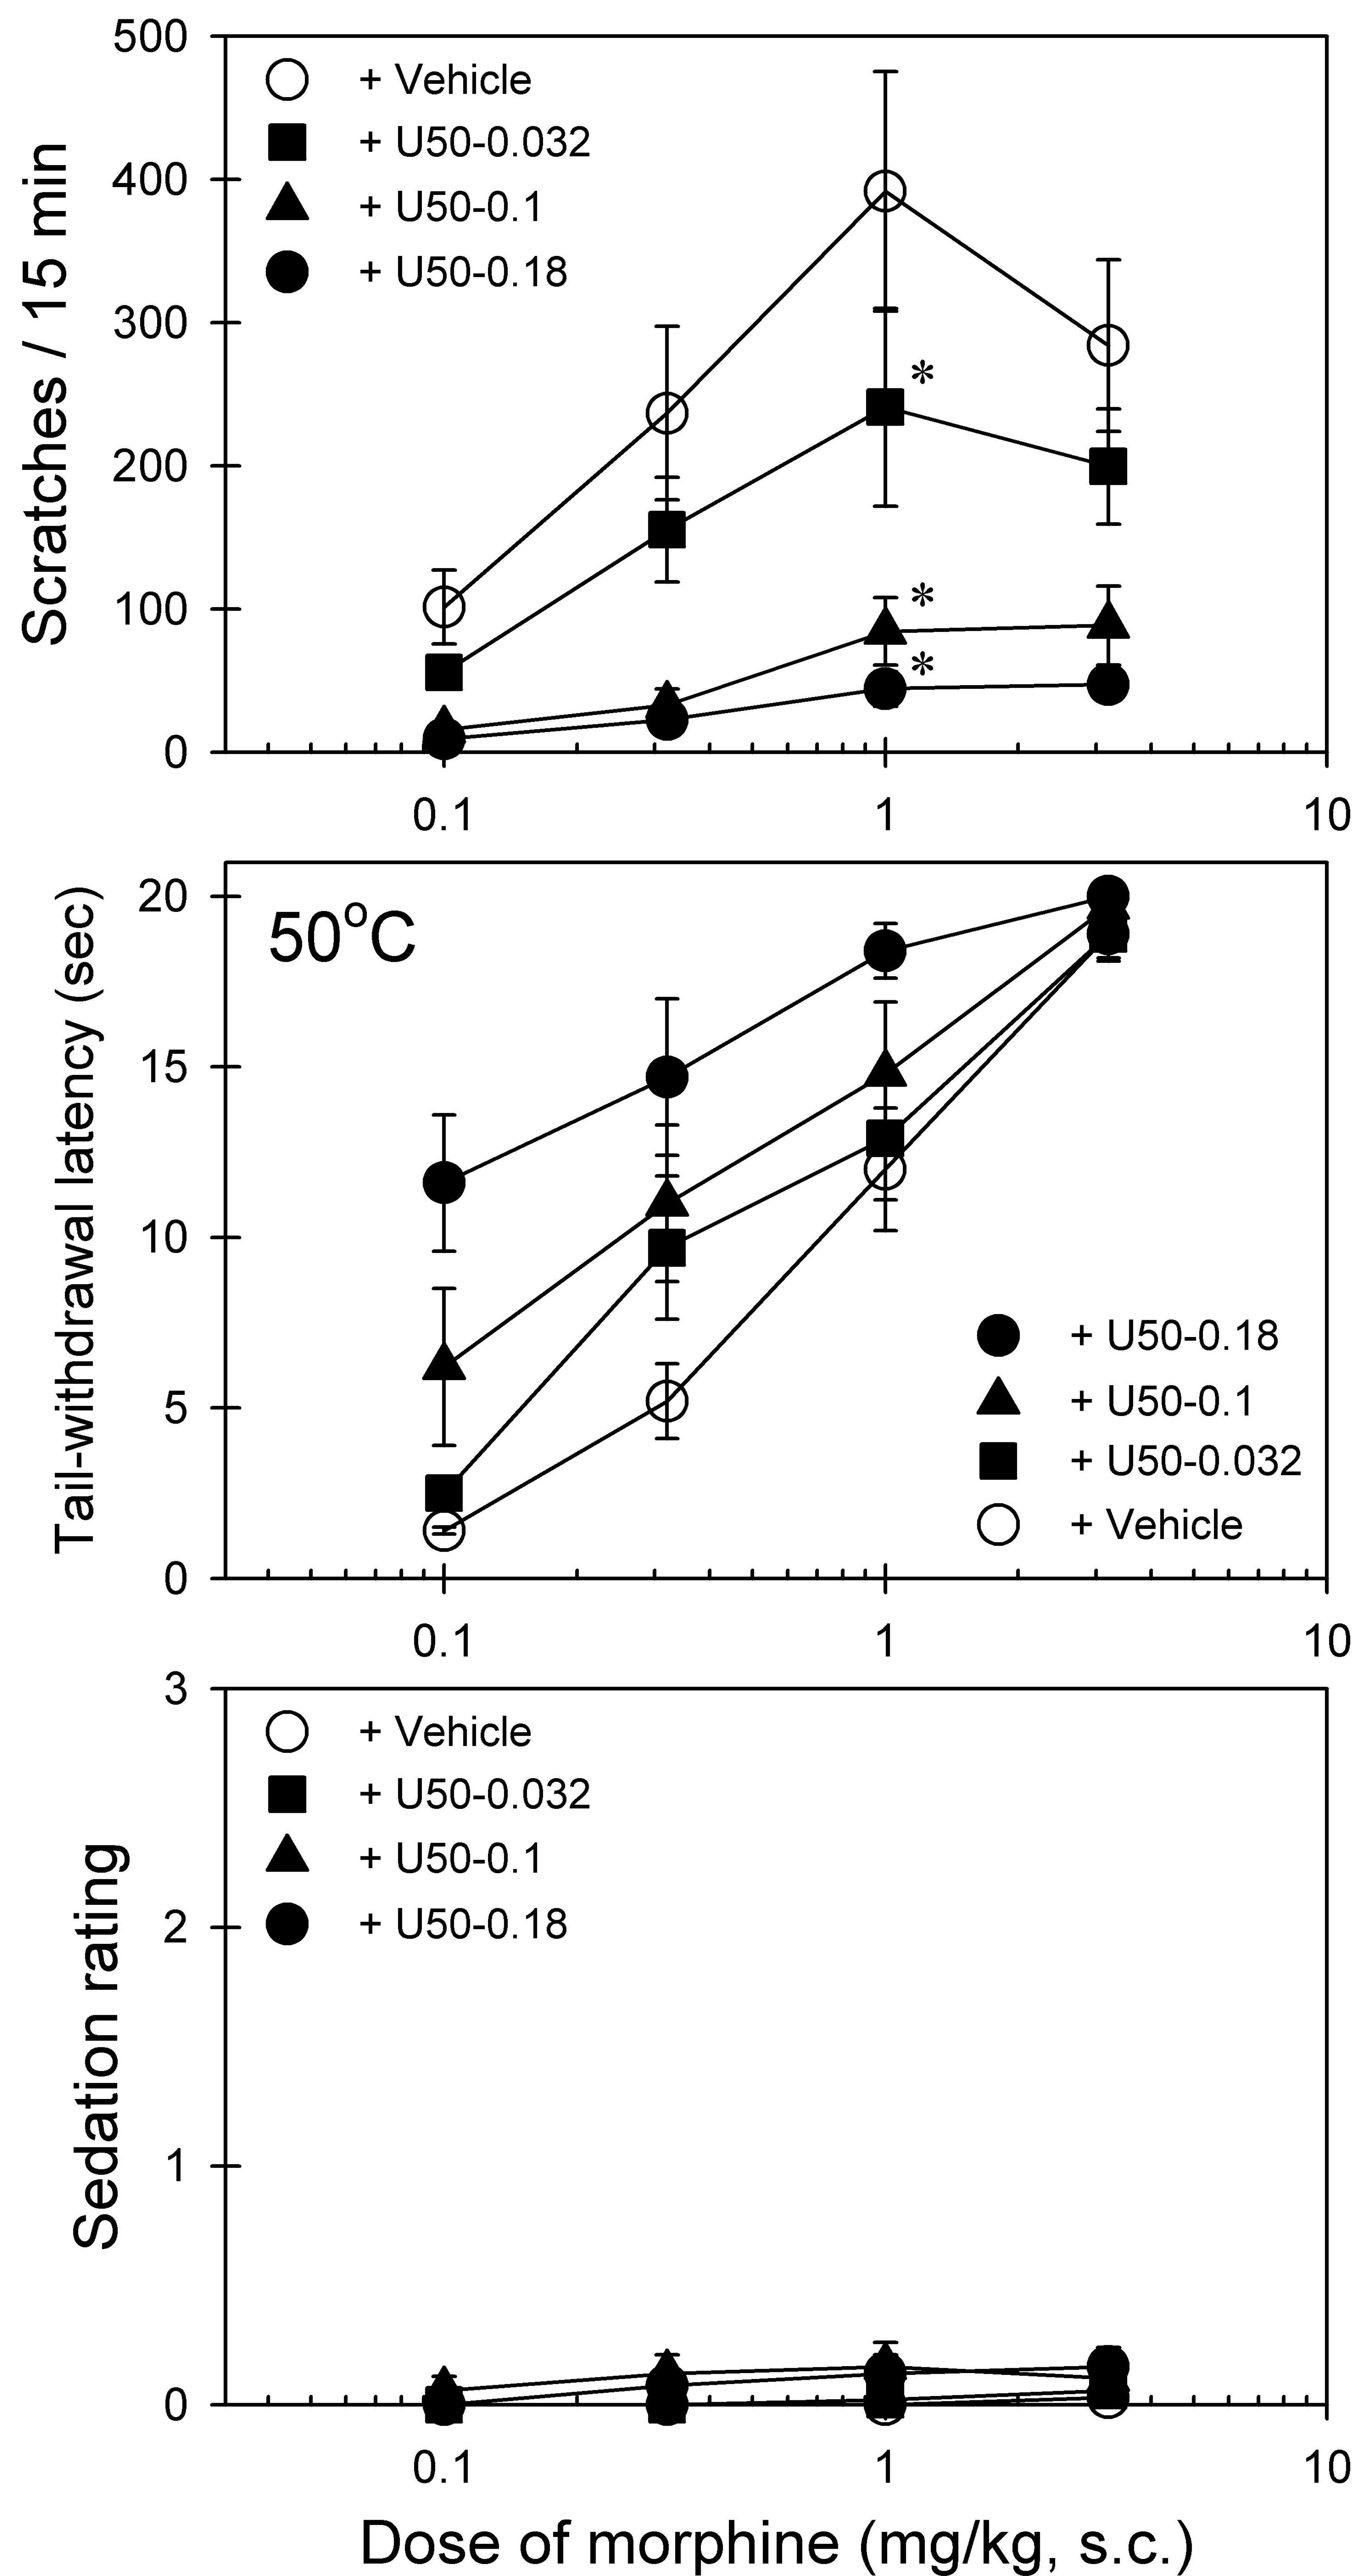 Scratches / 15 min
500
400
300
200
100
0
+ Vehicle
+ U50-0.032
+ U50-0.1
+ U50-0.18
*
*
*
0.1 1 10
Tail-withdrawal latency (sec)
20
15
10
5
0
50°C
+ U50-0.18
+ U50-0.1
+ U50-0.032
+ Vehicle
0.1 1 10
Sedation rating
3
2
1
0
+ Vehicle
+ U50-0.032
+ U50-0.1
+ U50-0.18
0.1 1 10
Dose of morphine (mg/kg, s.c.)